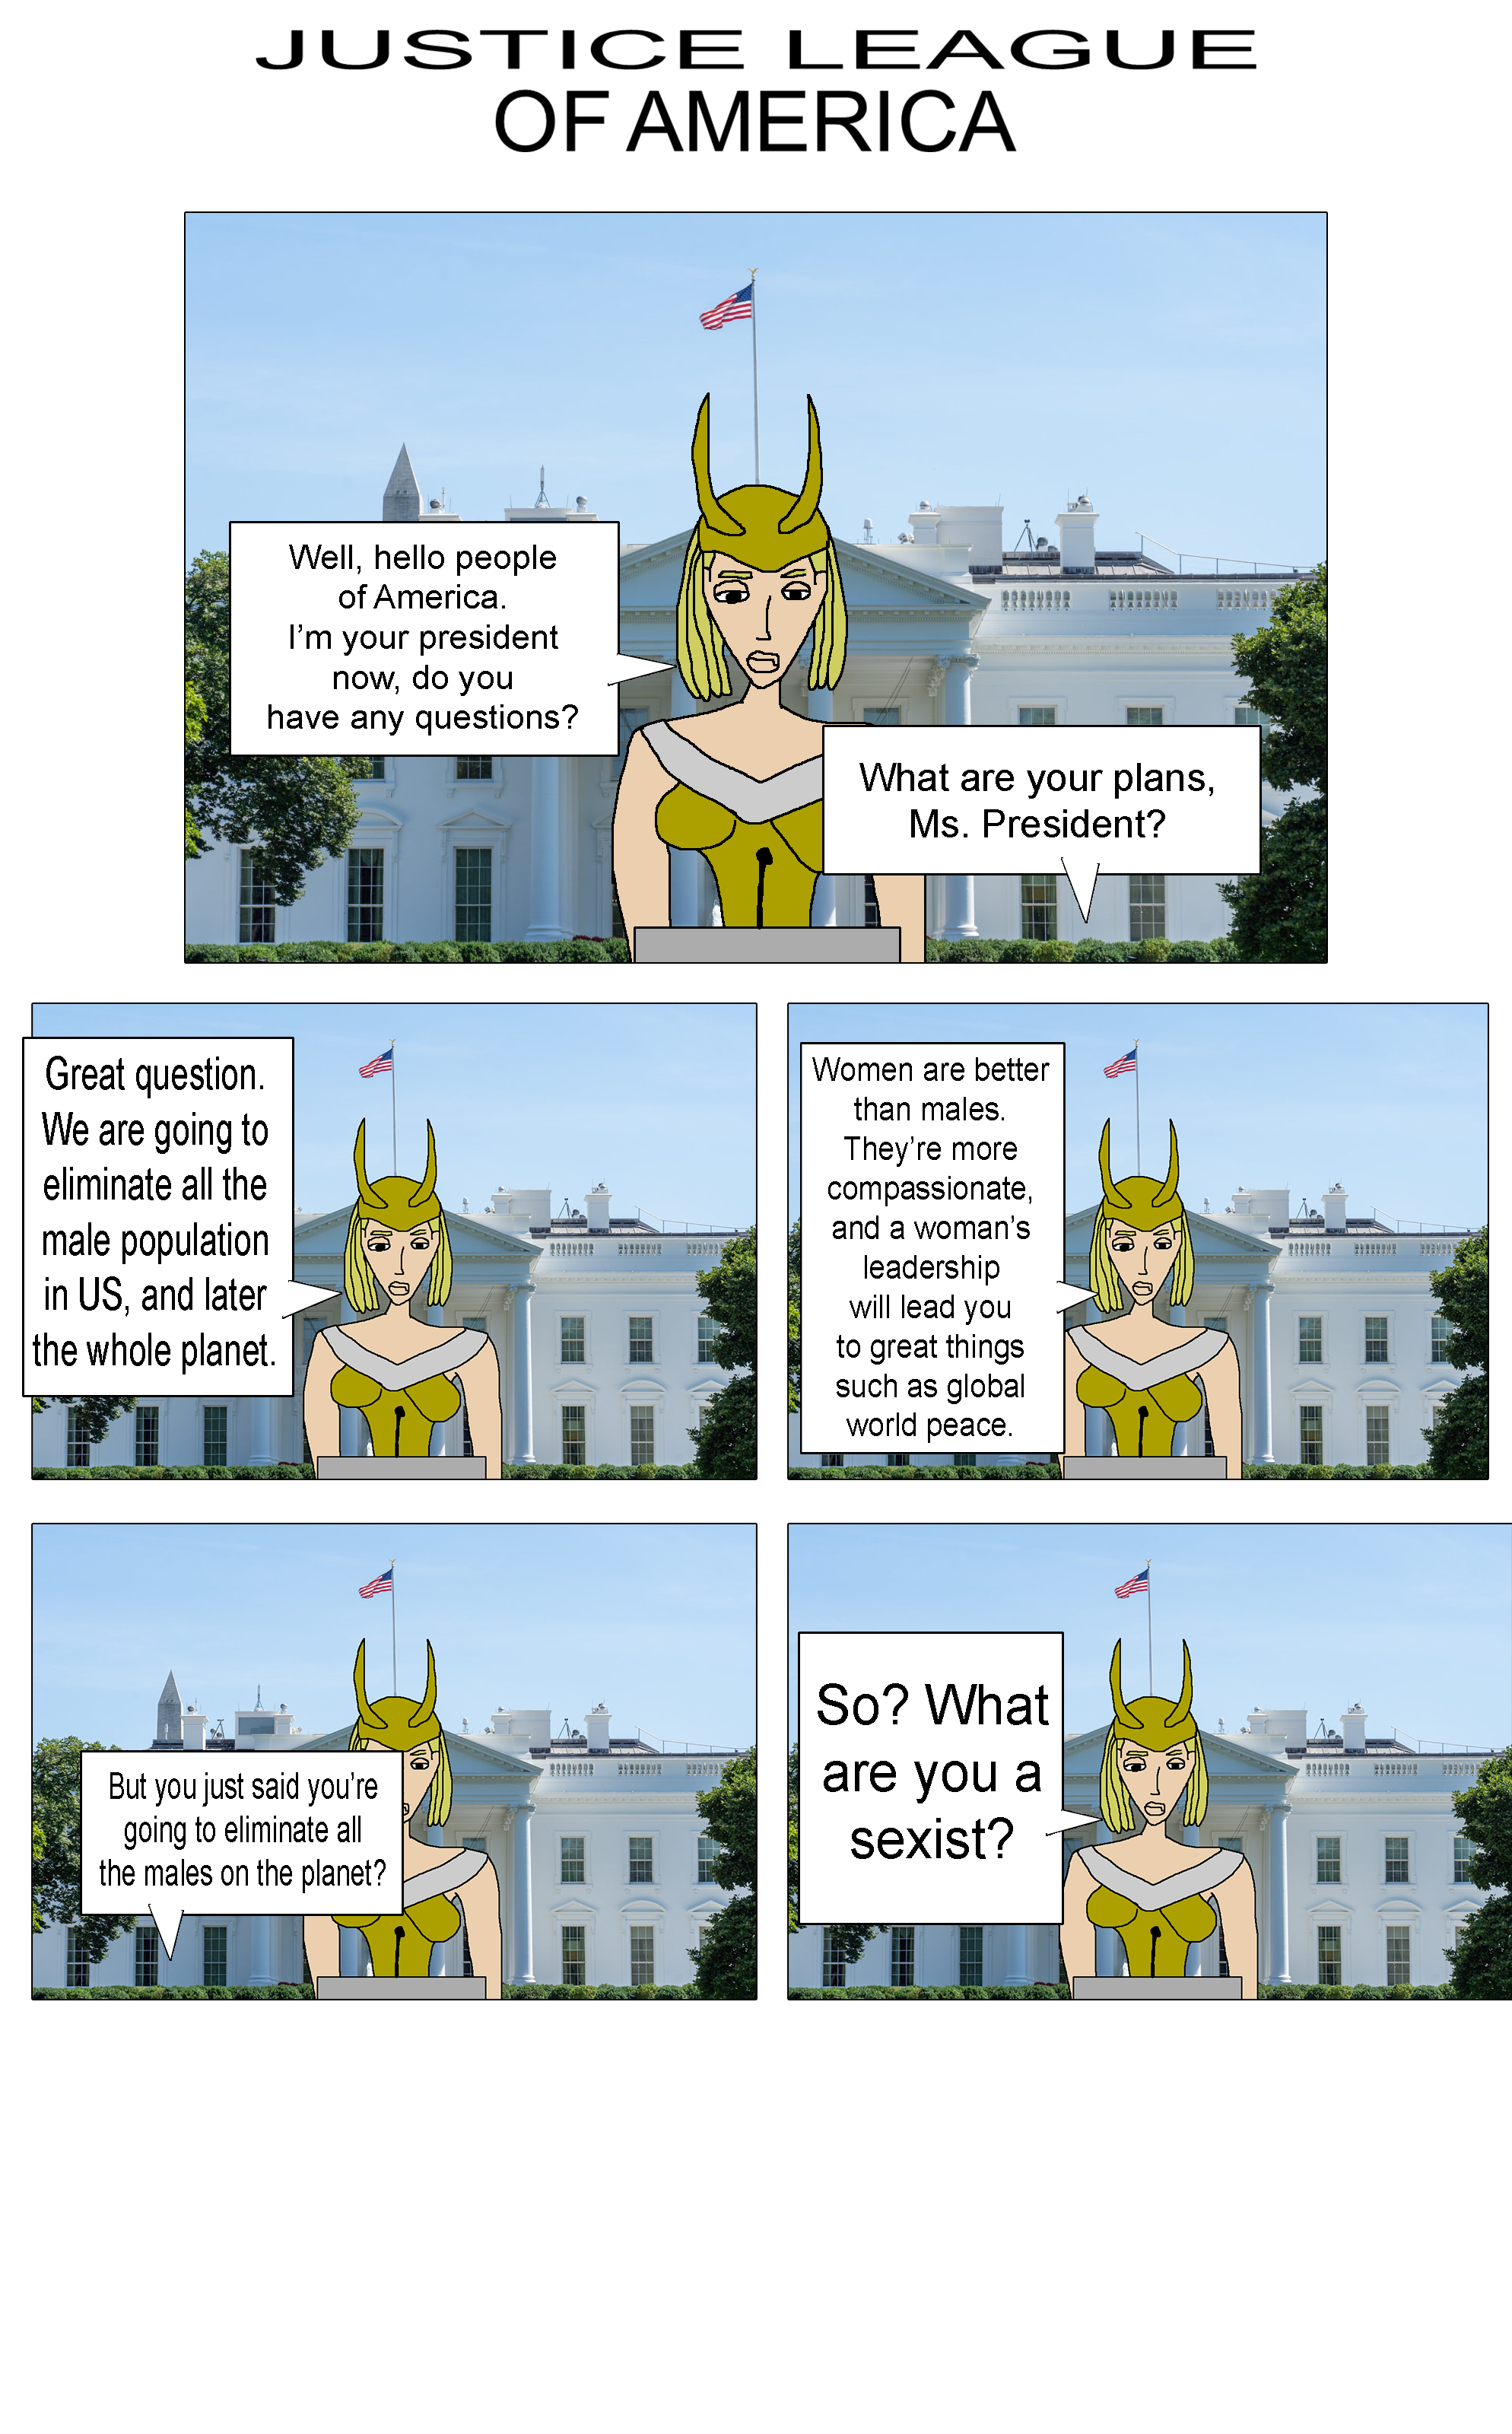 JUSTICE LEAGUE
OF AMERICA
Well, hello people
of America.
I'm your president
now, do you
have any questions?
What are your plans,
Ms. President?
Great question.
We are going to
eliminate all the
male population
in US, and later
the whole planet.
Women are better
than males.
They're more
compassionate,
and a woman's
leadership
will lead you
to great things
such as global
world peace.
But you just said you're
going to eliminate all
the males on the planet?
So? What
are you a
sexist?